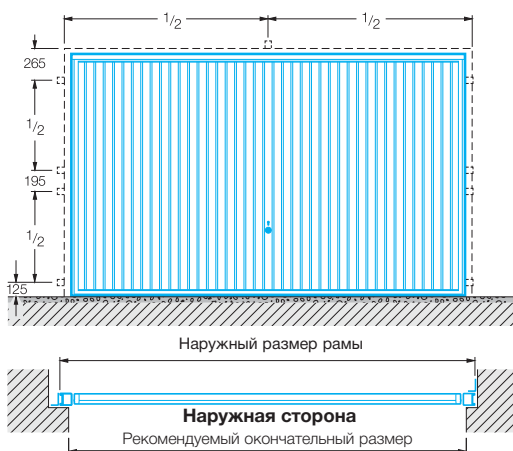 1/2 1/2
265
1/2
195
1/2
125
Наружный размер рамы
Наружная сторона
Рекомендуемый окончательный размер